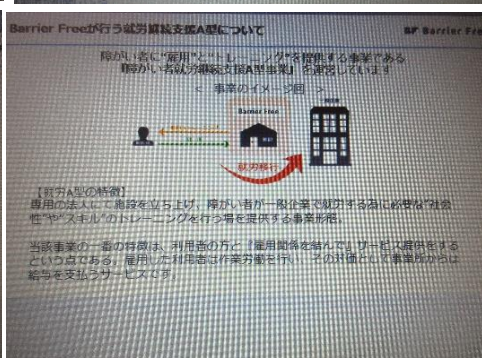 Barrier Freeが行う就労継続支援A型について
BF Barrier Fre
障がい者に“雇用”と“トレーニング”を提供する事業である
『障がい者就労継続支援A型事業』を運営しています
< 事業のイメージ図 >
Barrier Free
就労移行
【就労A型の特徴】
専用の法人にて施設を立ち上げ、障がい者が一般企業で就労する為に必要な“社会
性”や“スキル”のトレーニングを行う場を提供する事業形態。
当該事業の一番の特徴は、利用者の方と『雇用関係を結んで』サービス提供をする
という点である。雇用した利用者は作業労働を行い、その対価として事業所からは
給与を支払うサービスです。